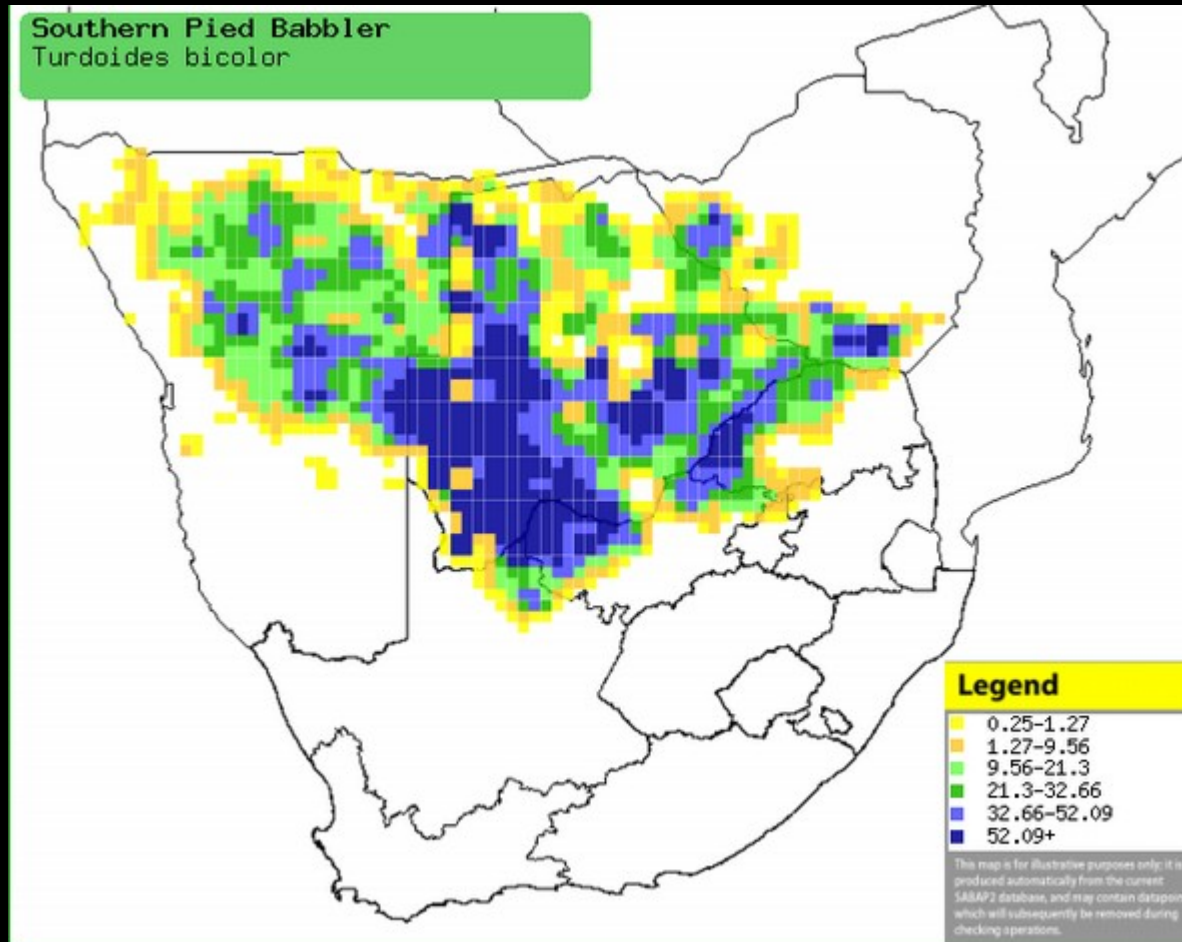 Southern Pied Babbler
Turdoides bicolor
Legend
0.25-1.27
1.27-9.56
9.56-21.3
21.3-32.66
32.66-52.09
52.09+
This map is for illustrative purposes only; it is
produced automatically from the current
SABAP2 database, and may contain datapoin
which will subsequently be removed during
checking operations.